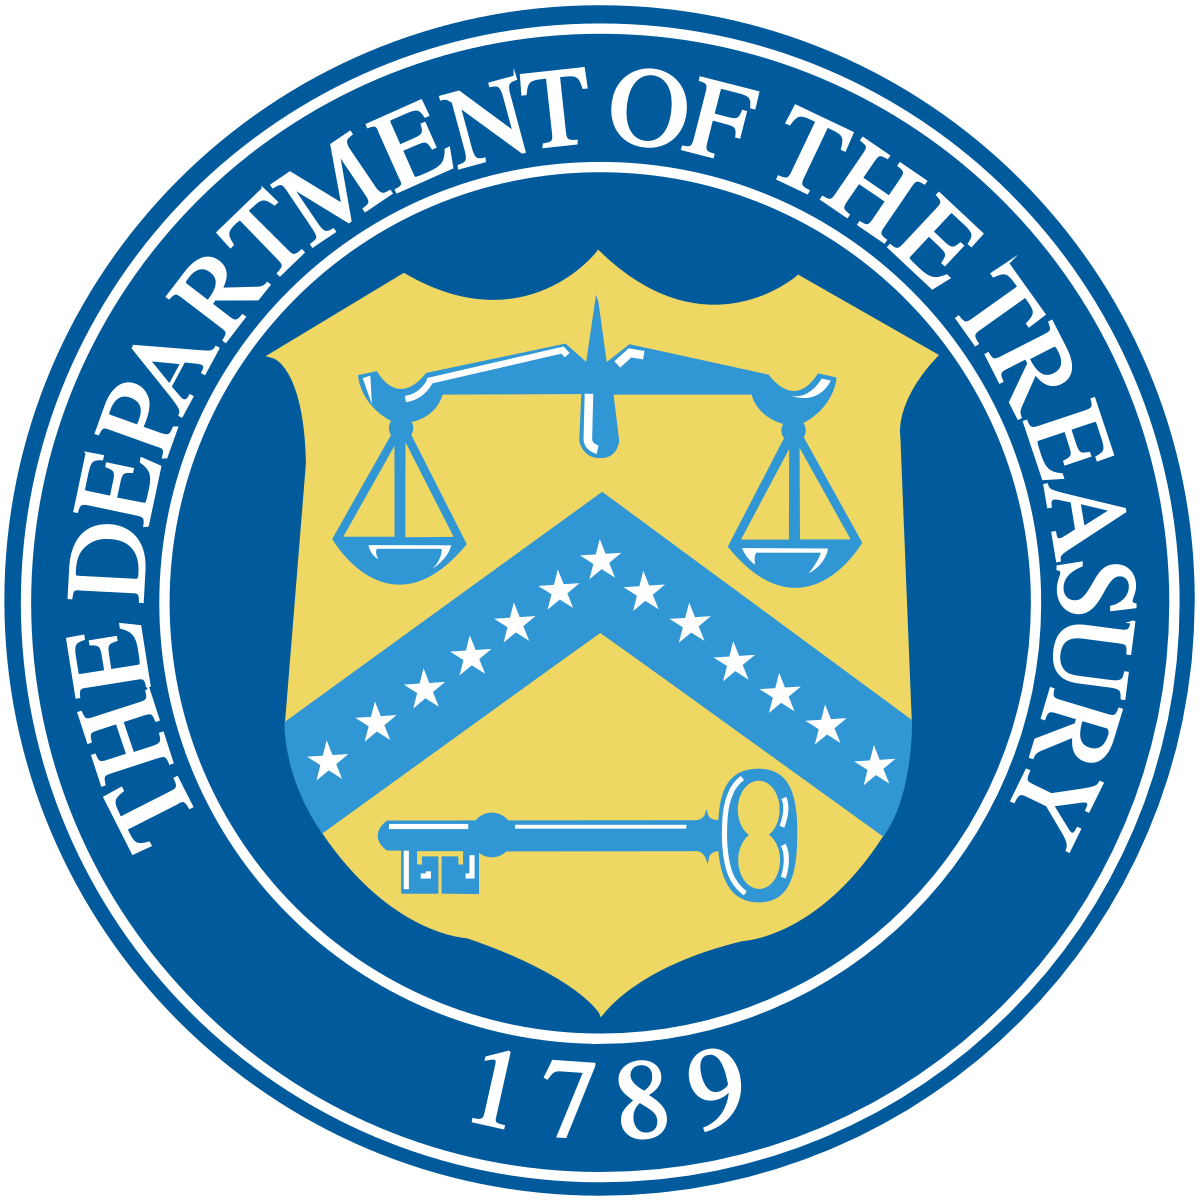 THE DEPARTMENT OF THE TREASURY
1789